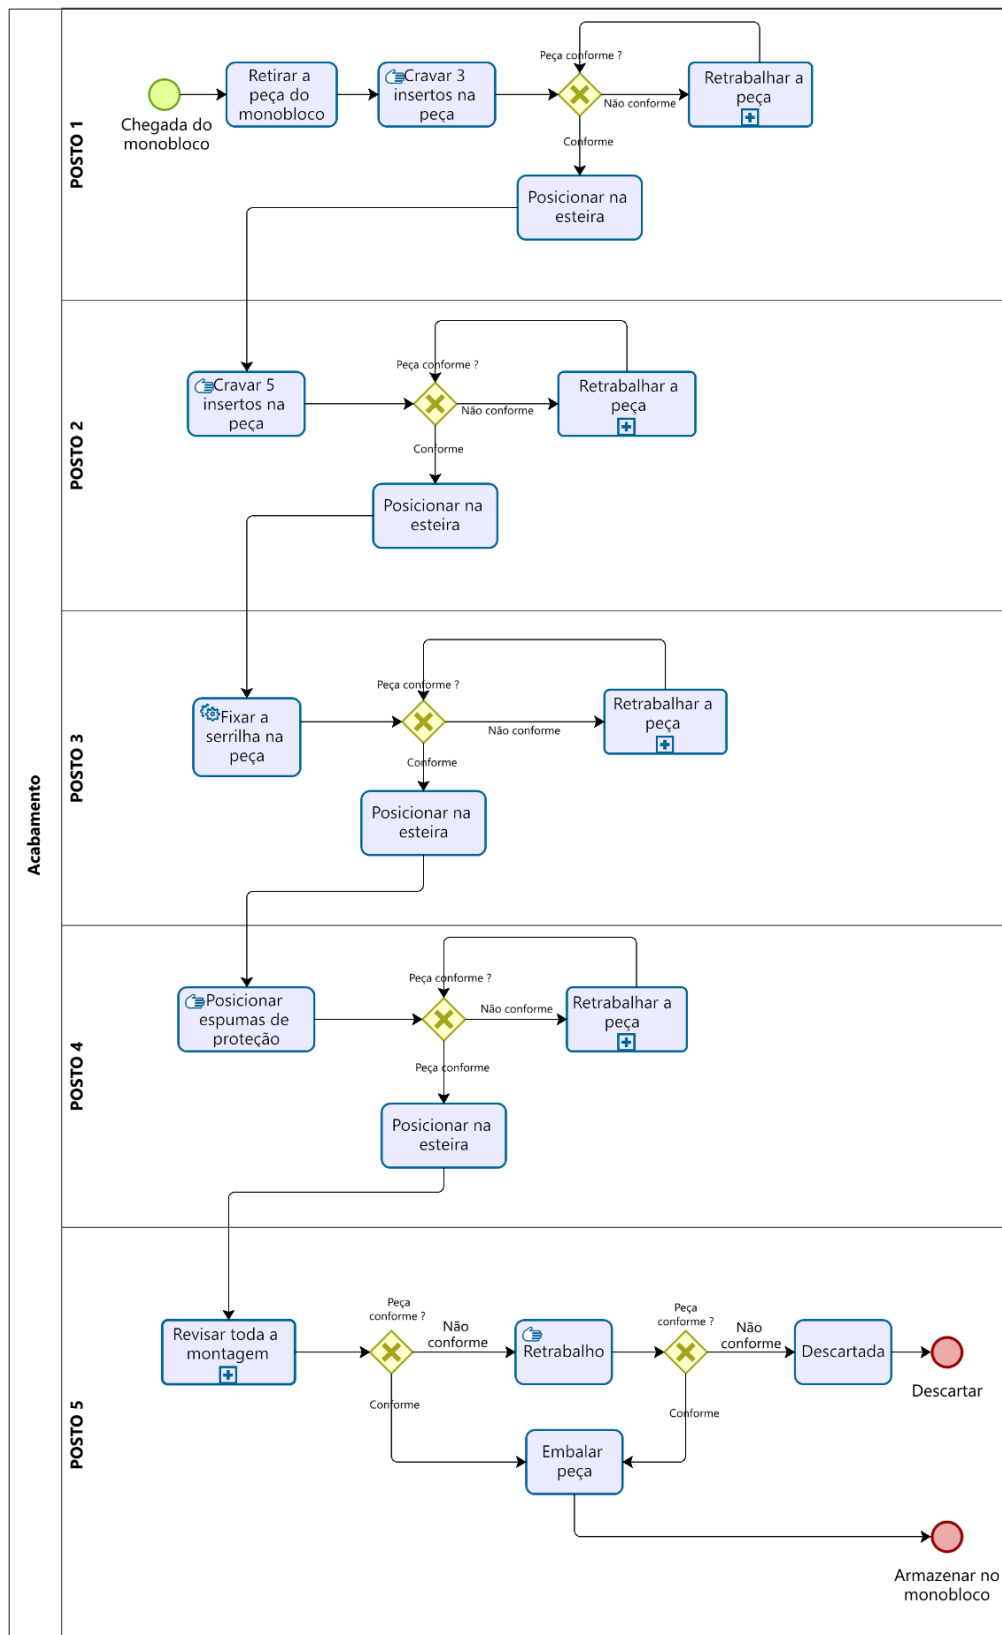 Acabamento
POSTO 1
Chegada do
monobloco
Retirar a
peça do
monobloco
Cravar 3
insertos na
peça
Peça conforme ?
Não conforme
Retrabalhar a
peça
Conforme
Posicionar na
esteira
POSTO 2
Cravar 5
insertos na
peça
Peça conforme ?
Não conforme
Retrabalhar a
peça
Conforme
Posicionar na
esteira
POSTO 3
Fixar a
serrilha na
peça
Peça conforme ?
Não conforme
Retrabalhar a
peça
Conforme
Posicionar na
esteira
POSTO 4
Posicionar
espumas de
proteção
Peça conforme ?
Não conforme
Retrabalhar a
peça
Peça conforme
Posicionar na
esteira
POSTO 5
Revisar toda a
montagem
Peça
conforme ?
Não
conforme
Retrabalho
Peça
conforme ?
Não
conforme
Descartada
Descartar
Conforme
Conforme
Embalar
peça
Armazenar no
monobloco